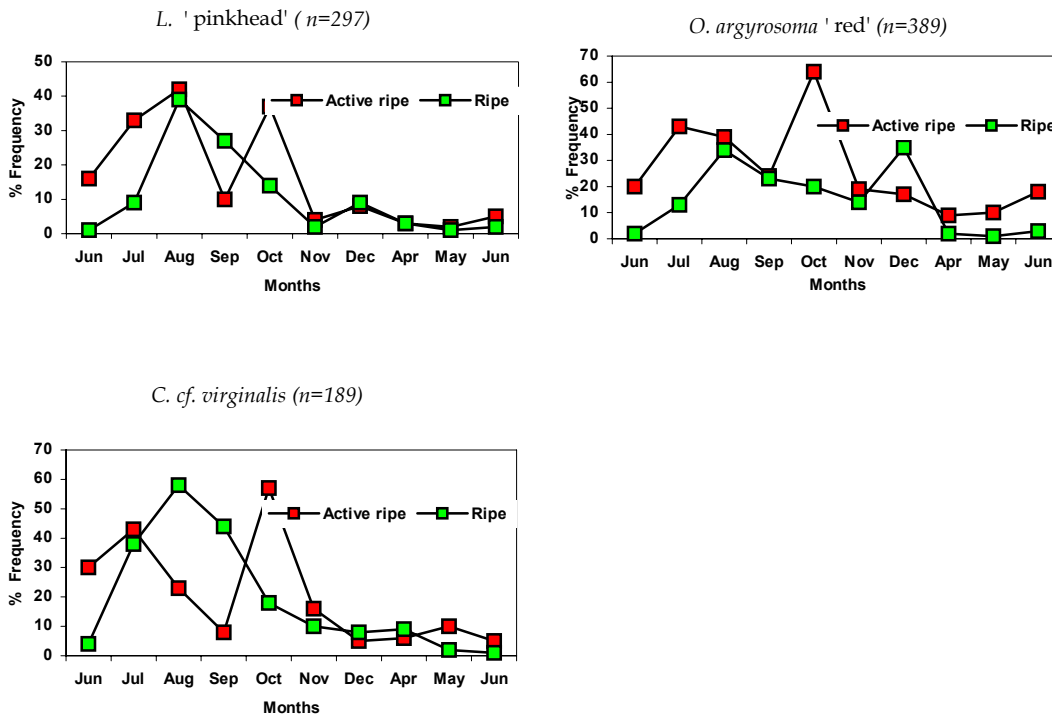 L. ' pinkhead' ( n=297)
50
40
30
20
10
0
% Frequency
Active ripe Ripe
Jun Jul Aug Sep Oct Nov Dec Apr May Jun
Months
O. argyrosoma ' red' (n=389)
70
60
50
40
30
20
10
0
% Frequency
Active ripe Ripe
Jun Jul Aug Sep Oct Nov Dec Apr May Jun
Months
C. cf. virginalis (n=189)
70
60
50
40
30
20
10
0
% Frequency
Active ripe Ripe
Jun Jul Aug Sep Oct Nov Dec Apr May Jun
Months